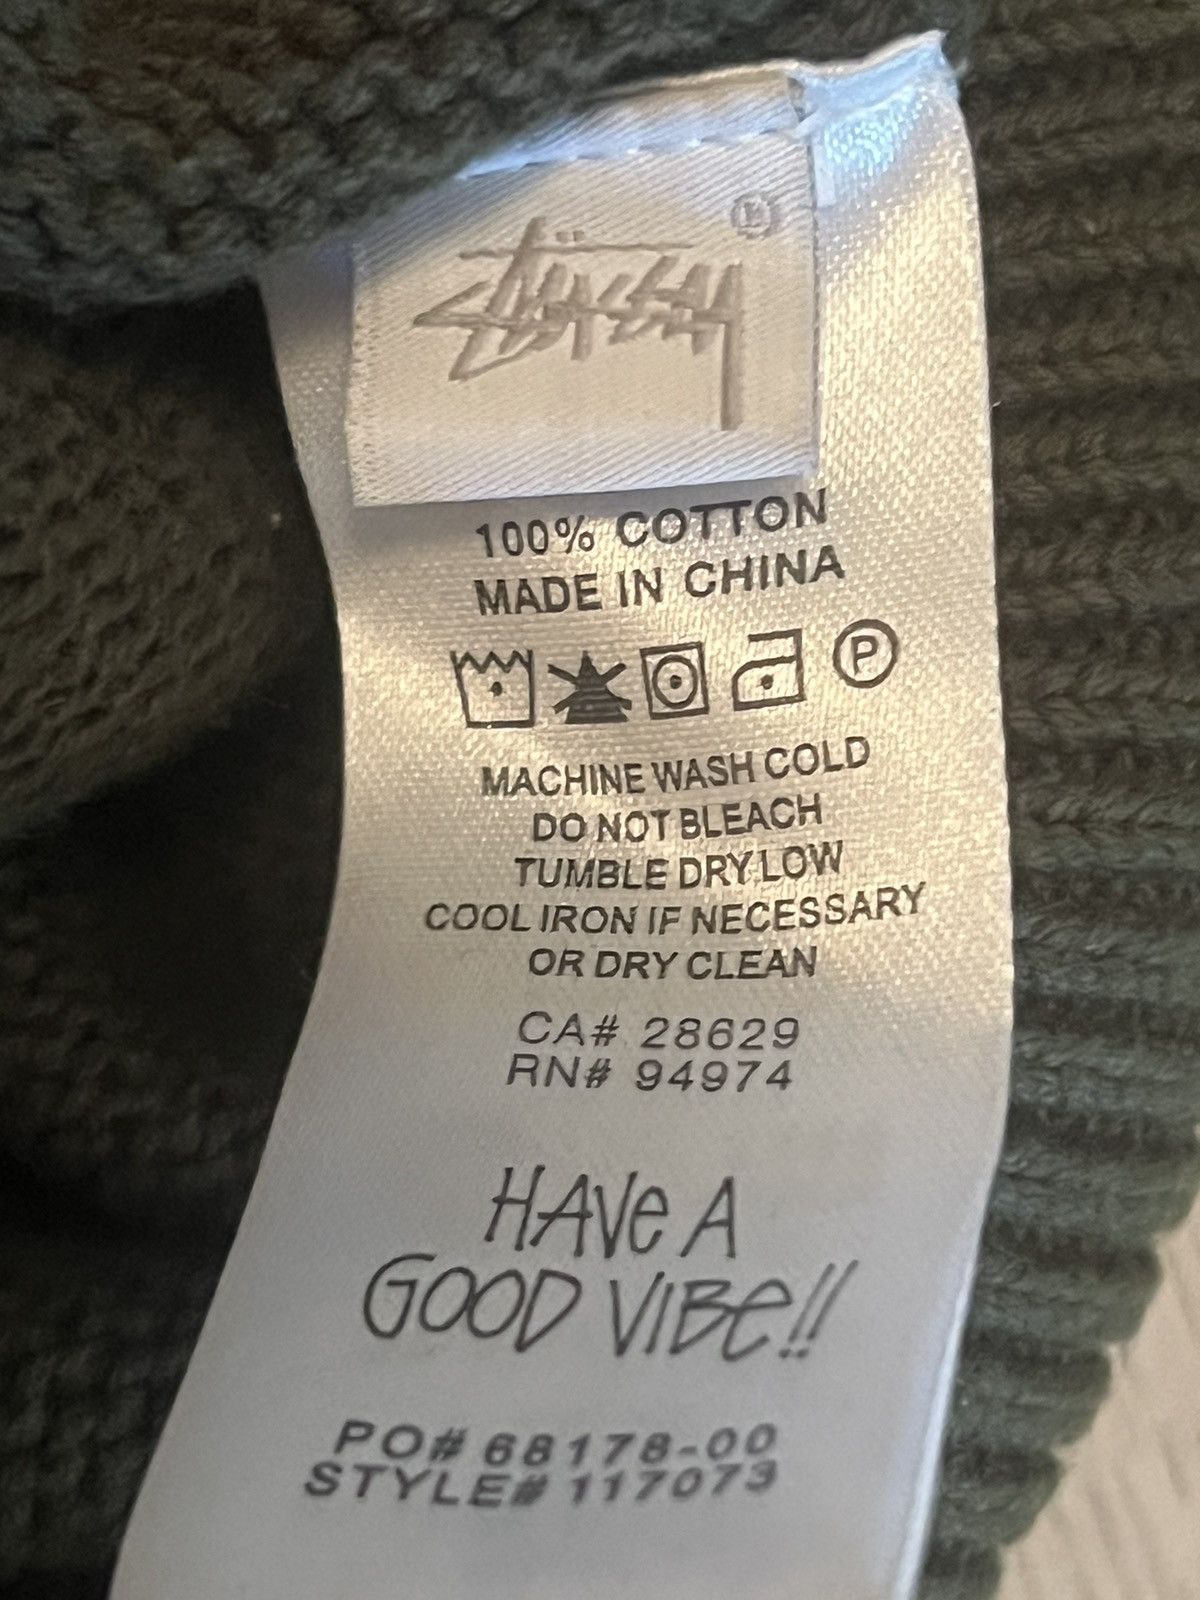 STÜSSY ®
100% COTTON
MADE IN CHINA
P
MACHINE WASH COLD
DO NOT BLEACH
TUMBLE DRY LOW
COOL IRON IF NECESSARY
OR DRY CLEAN
CA# 28629
RN# 94974
HAVe A
GOOD VIBe!!
PO# 68178-00
STYLE# 117073